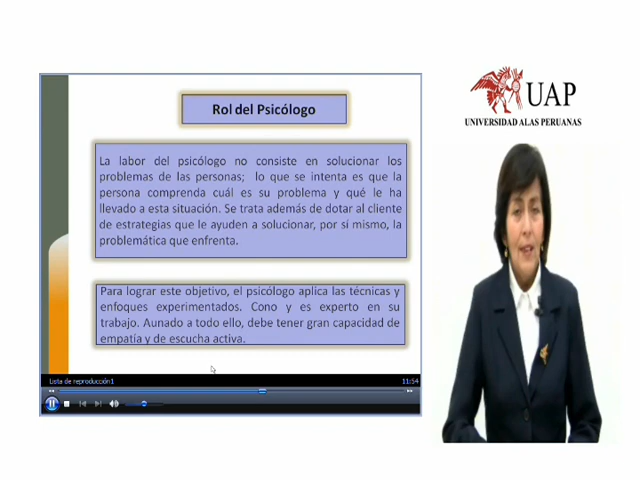 Rol del Psicólogo
La labor del psicólogo no consiste en solucionar los
problemas de las personas; lo que se intenta es que la
persona comprenda cuál es su problema y qué le ha
llevado a esta situación. Se trata además de dotar al cliente
de estrategias que le ayuden a solucionar, por sí mismo, la
problemática que enfrenta.
Para lograr este objetivo, el psicólogo aplica las técnicas y
enfoques experimentados. Cono y es experto en su
trabajo. Aunado a todo ello, debe tener gran capacidad de
empatía y de escucha activa.
Lista de reproducción1
11:54
UAP
UNIVERSIDAD ALAS PERUANAS